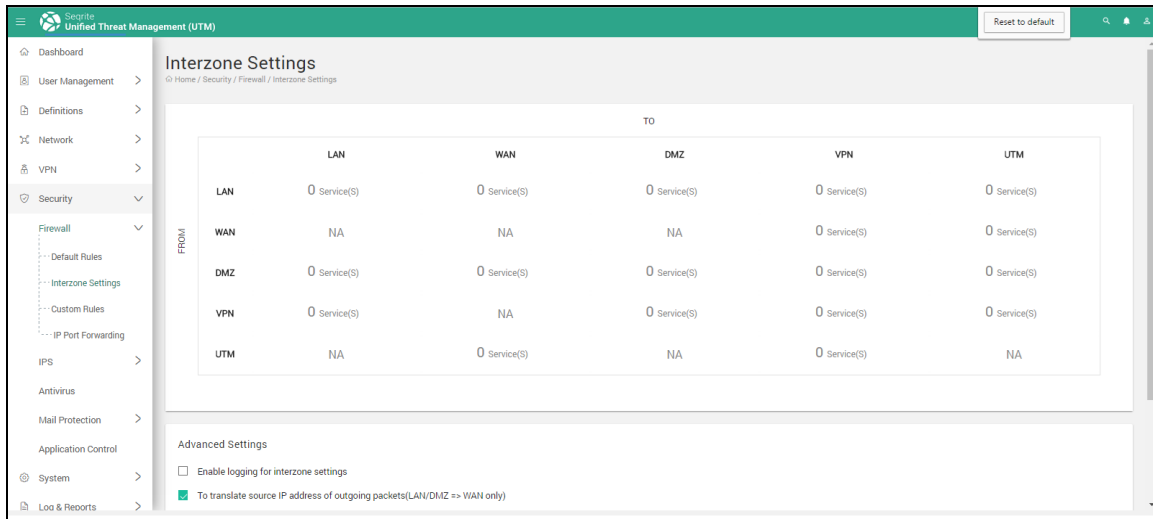 Seqrite
Unified Threat Management (UTM)
Reset to default
Dashboard
User Management
Definitions
Network
VPN
Security
Firewall
Default Rules
Interzone Settings
Custom Rules
IP Port Forwarding
IPS
Antivirus
Mail Protection
Application Control
System
Log & Reports
Interzone Settings
Home / Security / Firewall / Interzone Settings
TO
LAN WAN DMZ VPN UTM
FROM
LAN 0 Service(S) 0 Service(S) 0 Service(S) 0 Service(S) 0 Service(S)
WAN NA NA NA 0 Service(S) 0 Service(S)
DMZ 0 Service(S) 0 Service(S) 0 Service(S) 0 Service(S) 0 Service(S)
VPN 0 Service(S) NA 0 Service(S) 0 Service(S) 0 Service(S)
UTM NA 0 Service(S) NA 0 Service(S) NA
Advanced Settings
Enable logging for interzone settings
To translate source IP address of outgoing packets(LAN/DMZ => WAN only)